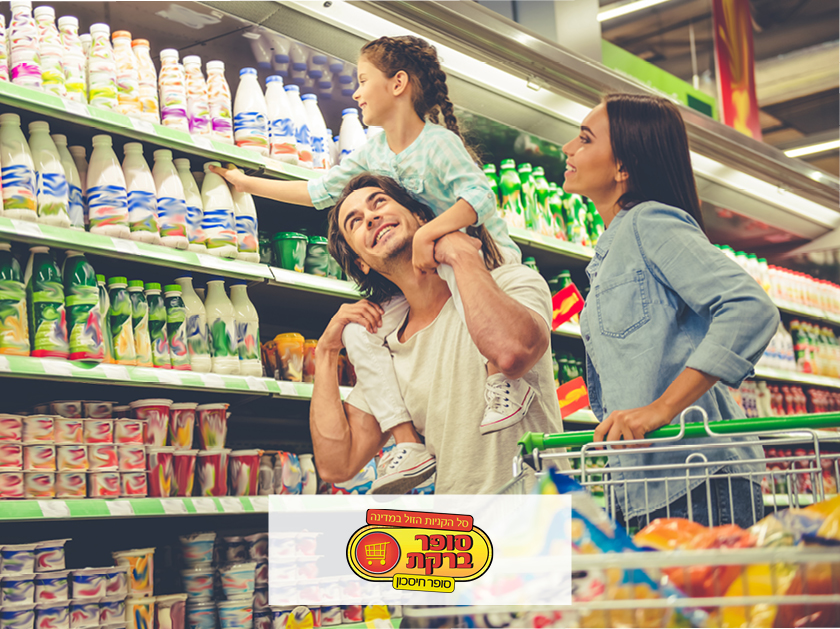 סל הקניות הזול במדינה
סופר
ברקת
סופר חיסכון